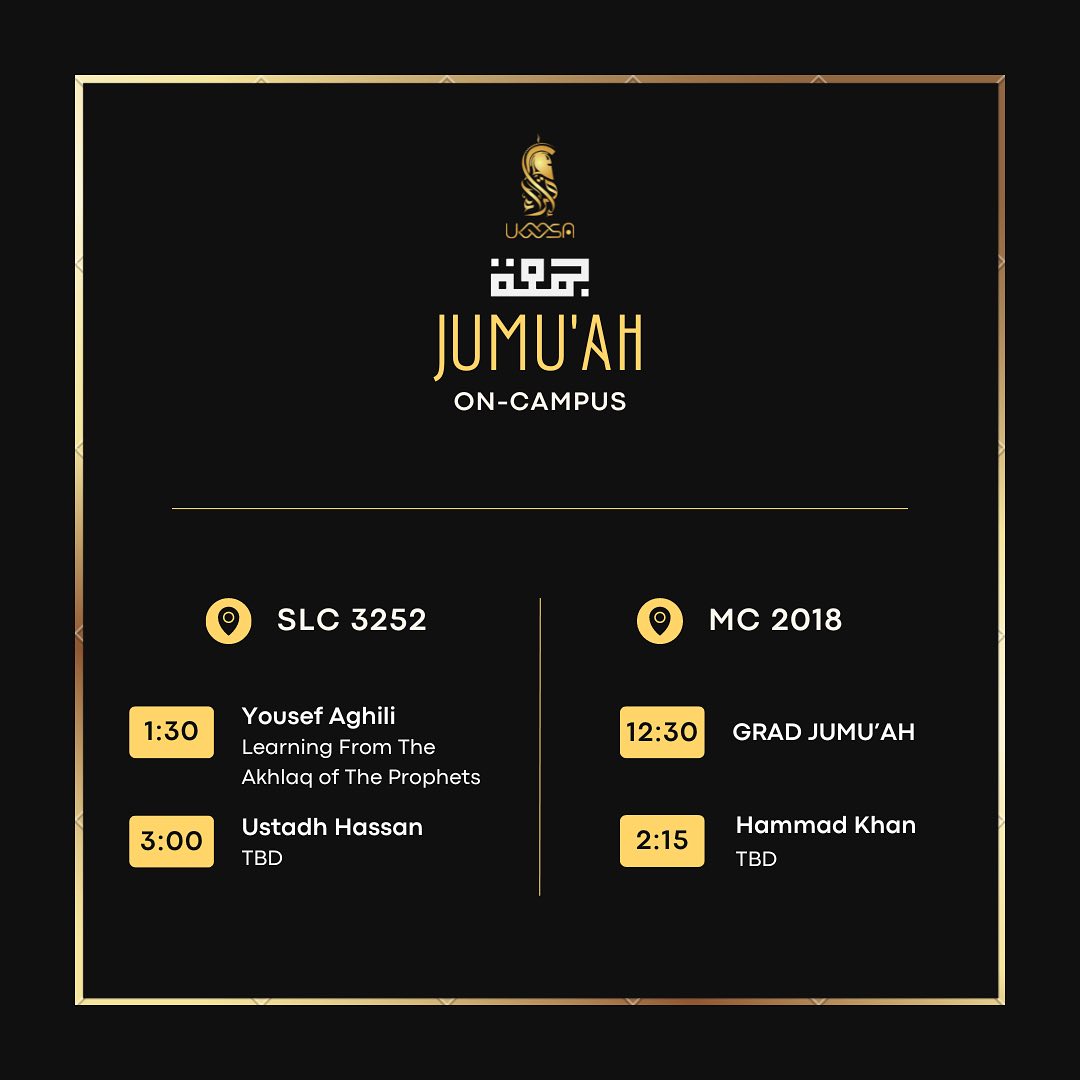 جمعة
JUMU'AH
ON-CAMPUS
SLC 3252
1:30
Yousef Aghili
Learning From The
Akhlaq of The Prophets
3:00
Ustadh Hassan
TBD
MC 2018
12:30
GRAD JUMU’AH
2:15
Hammad Khan
TBD